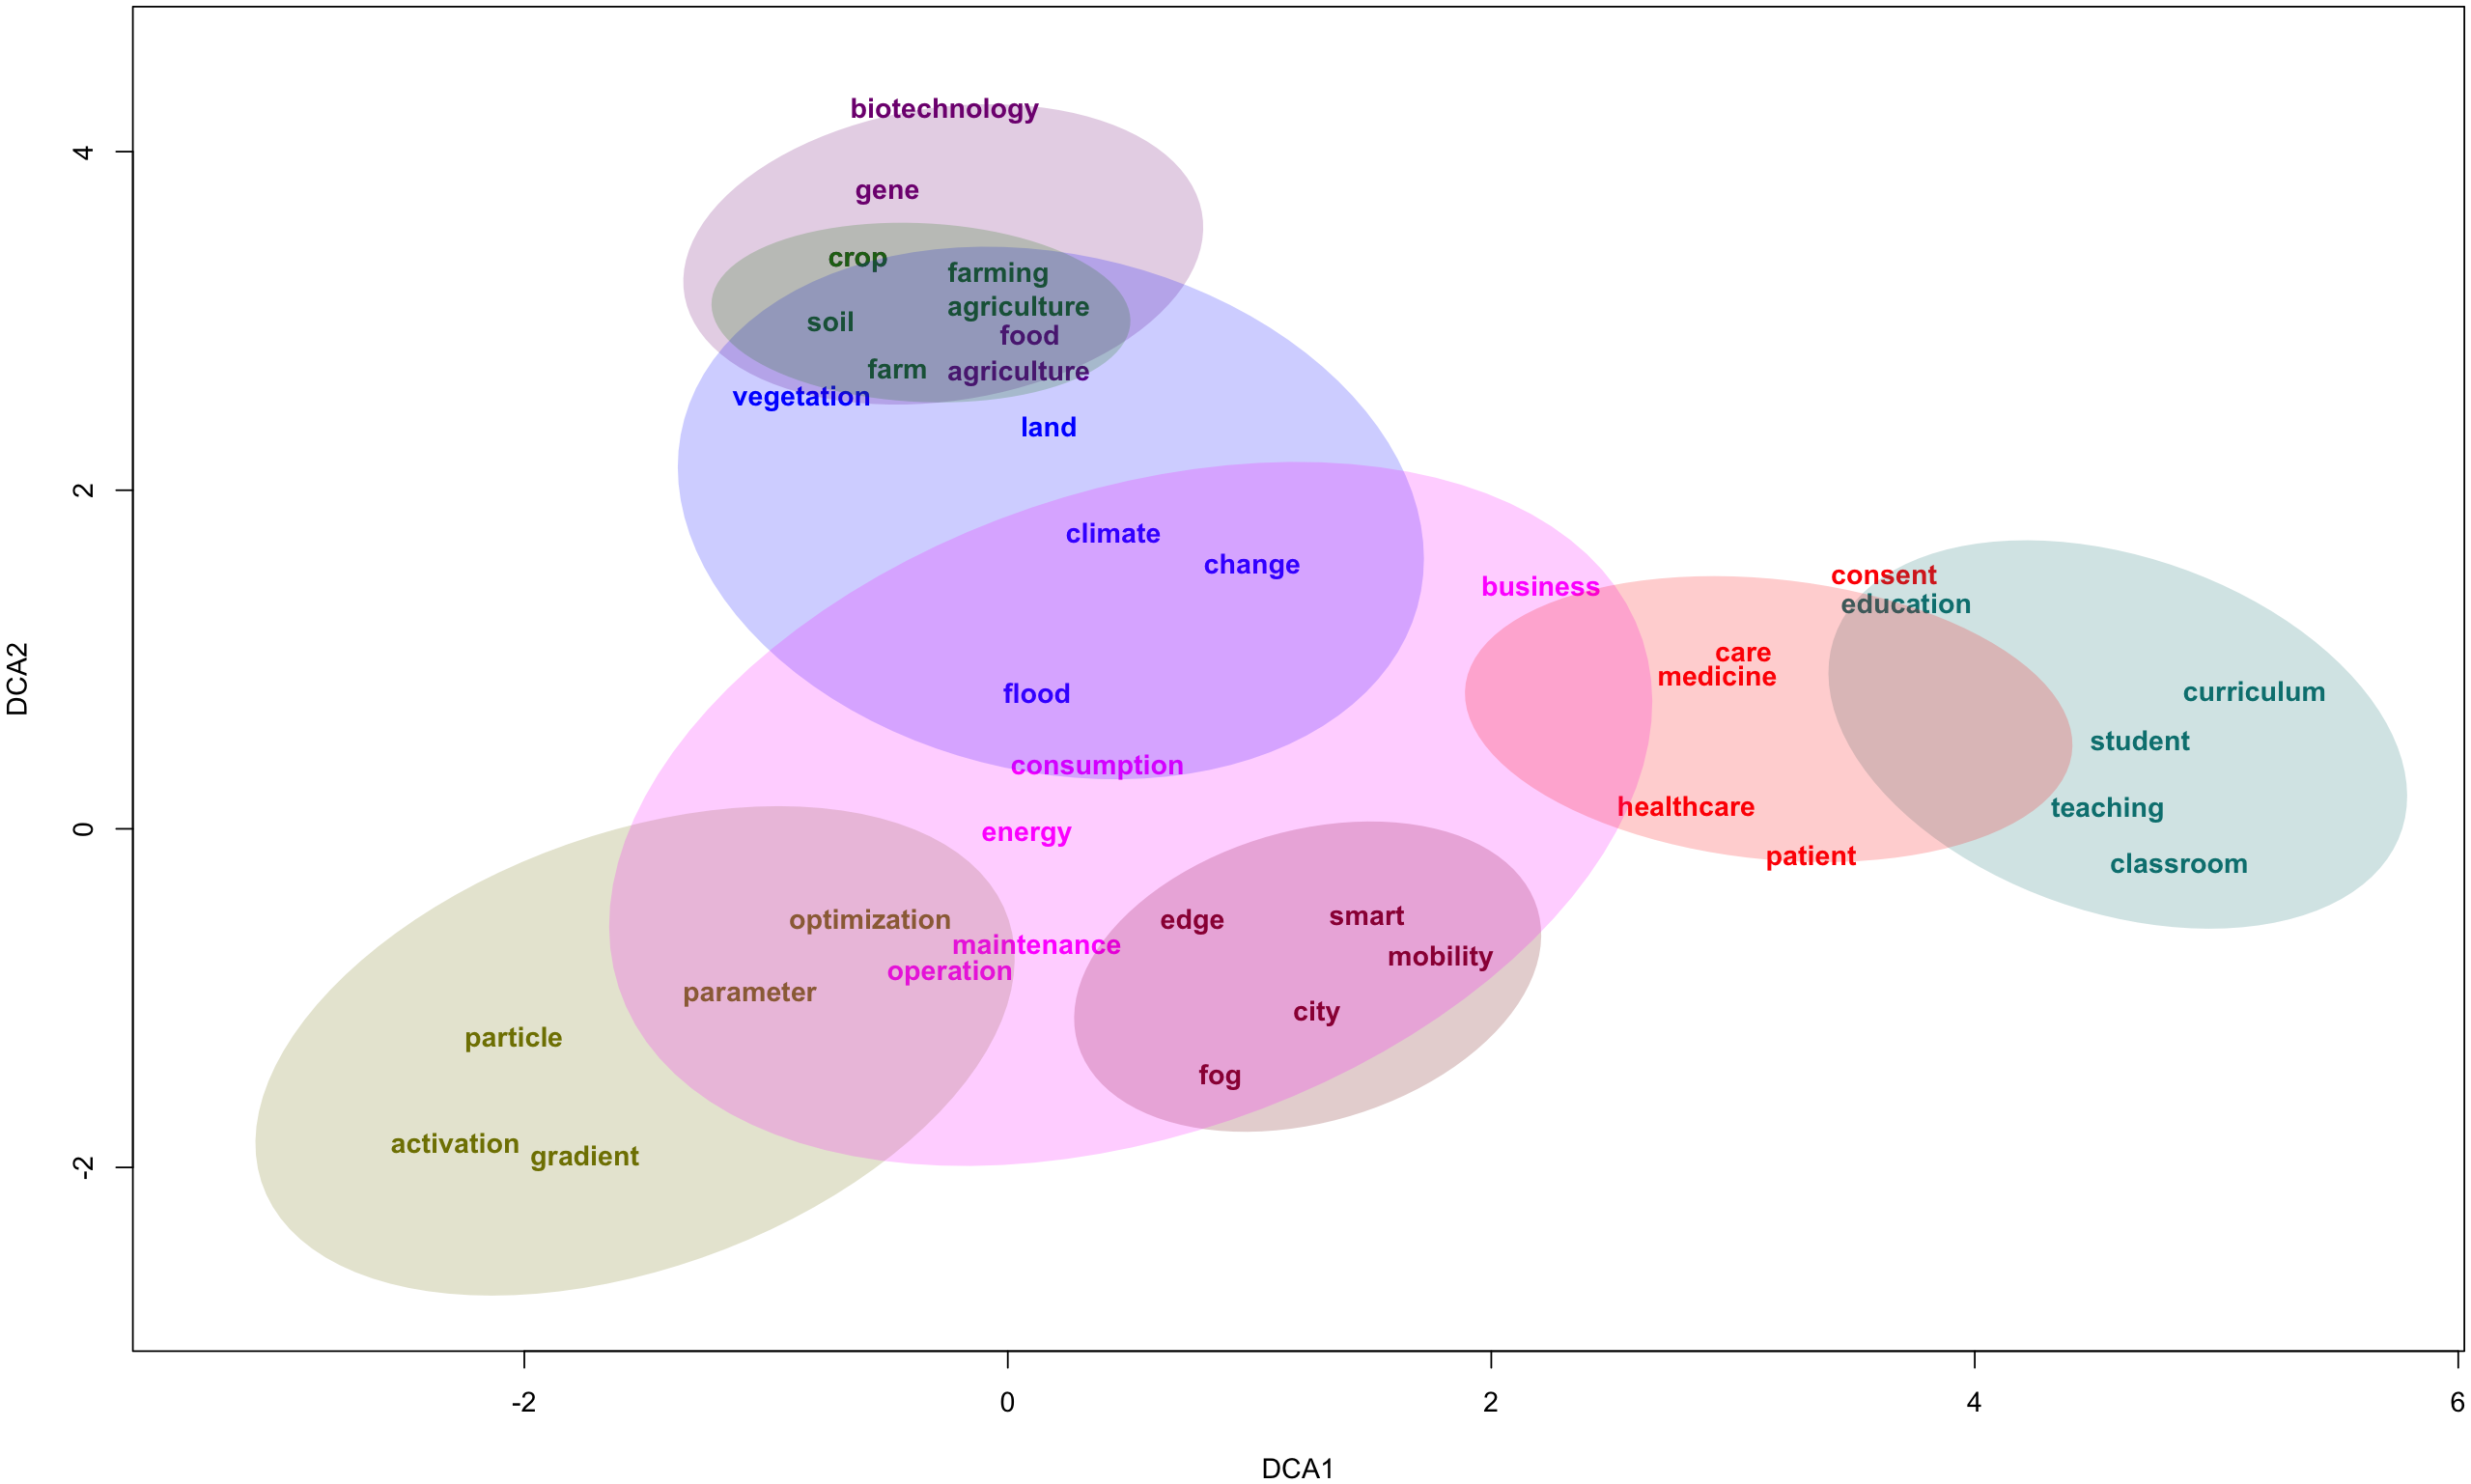 biotechnology
4
gene
crop
farming
agriculture
soil
food
farm
agriculture
vegetation
land
2
climate
change
consent
business
education
care
medicine
DCA2
curriculum
flood
student
consumption
healthcare
teaching
0
energy
patient
classroom
optimization
edge
smart
maintenance
mobility
operation
parameter
city
particle
fog
activation
gradient
-2
-2 0 2 4 6
DCA1